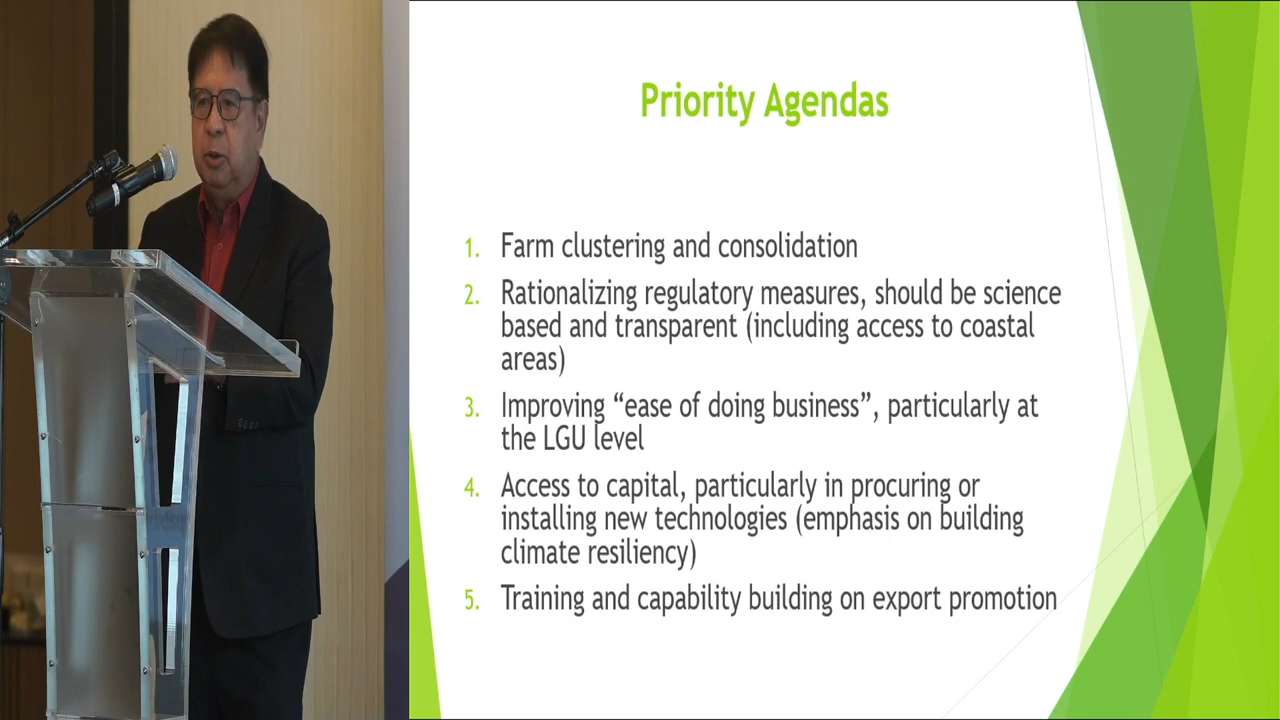 Priority Agendas
1. Farm clustering and consolidation
2. Rationalizing regulatory measures, should be science
based and transparent (including access to coastal
areas)
3. Improving “ease of doing business”, particularly at
the LGU level
4. Access to capital, particularly in procuring or
installing new technologies (emphasis on building
climate resiliency)
5. Training and capability building on export promotion